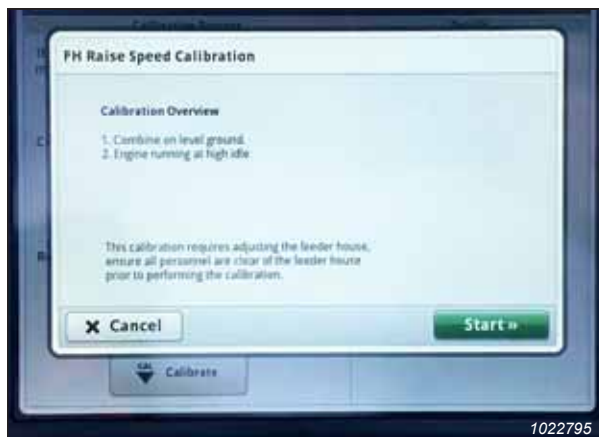 Calibration
FH Raise Speed Calibration
Calibration Overview
1. Combine on level ground.
2. Engine running at high idle
This calibration requires adjusting the feeder house,
ensure all personnel are clear of the feeder house
prior to performing the calibration.
Cancel
Start »
CAL
Calibrate
1022795